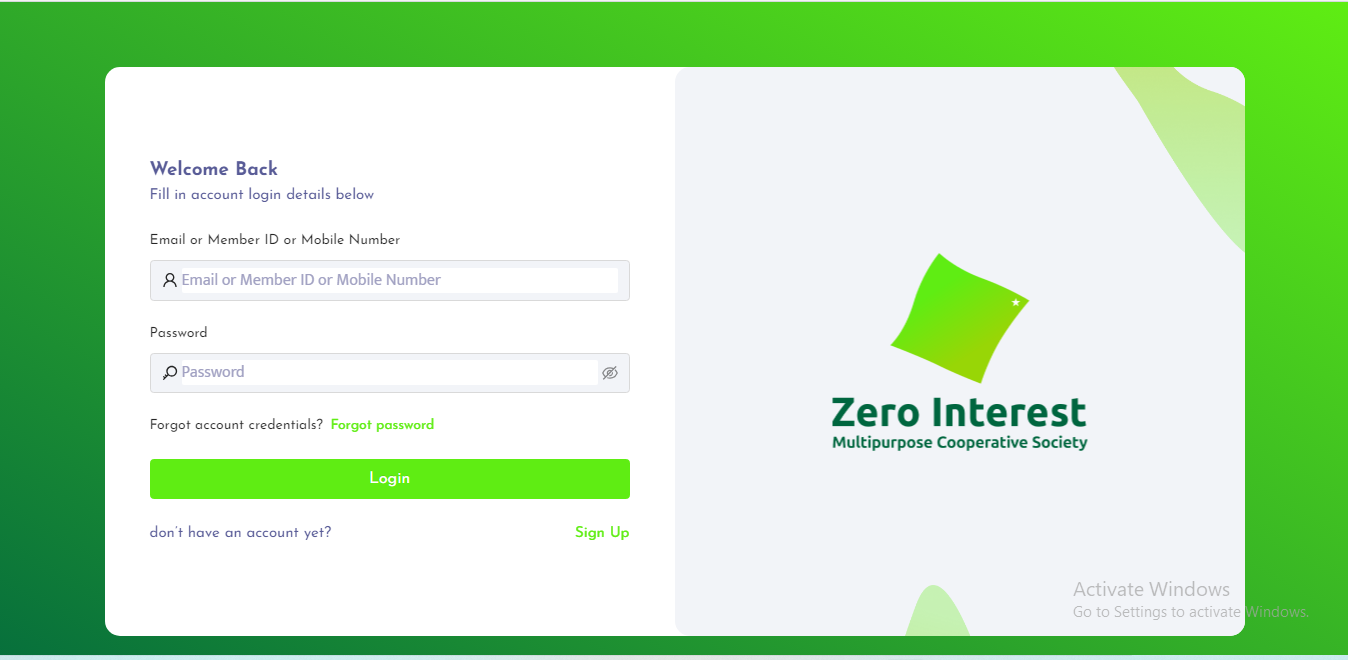 Welcome Back
Fill in account login details below
Email or Member ID or Mobile Number
Email or Member ID or Mobile Number
Password
Password
Forgot account credentials? Forgot password
Login
don't have an account yet? Sign Up
Zero Interest
Multipurpose Cooperative Society
Activate Windows
Go to Settings to activate Windows.